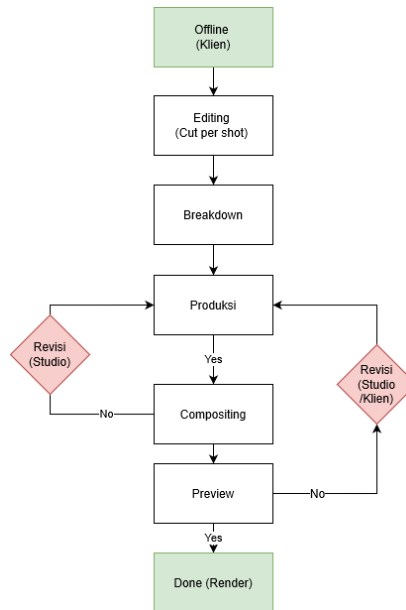 Offline
(Klien)
Editing
(Cut per shot)
Breakdown
Produksi
Revisi
(Studio)
Yes
Revisi
(Studio
/Klien)
No
Compositing
Preview
No
Yes
Done (Render)